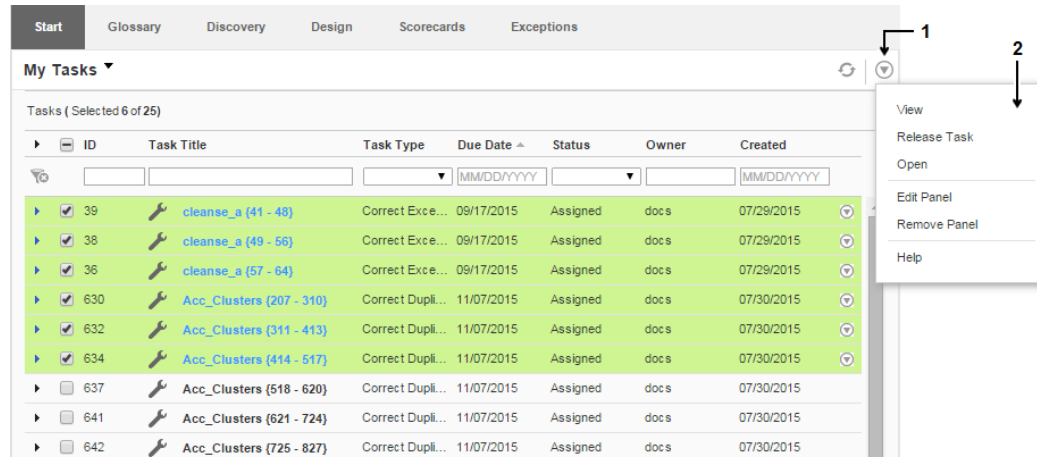 Start Glossary Discovery Design Scorecards Exceptions
1
2
My Tasks
Tasks ( Selected 6 of 25)
ID Task Title Task Type Due Date Status Owner Created
MM/DD/YYYY MM/DD/YYYY
39 cleanse_a {41 - 48} Correct Exce... 09/17/2015 Assigned docs 07/29/2015
38 cleanse_a {49 - 56} Correct Exce... 09/17/2015 Assigned docs 07/29/2015
36 cleanse_a {57 - 64} Correct Exce... 09/17/2015 Assigned docs 07/29/2015
630 Acc_Clusters {207 - 310} Correct Dupli... 11/07/2015 Assigned docs 07/30/2015
632 Acc_Clusters {311 - 413} Correct Dupli... 11/07/2015 Assigned docs 07/30/2015
634 Acc_Clusters {414 - 517} Correct Dupli... 11/07/2015 Assigned docs 07/30/2015
637 Acc_Clusters {518 - 620} Correct Dupli... 11/07/2015 Assigned docs 07/30/2015
641 Acc_Clusters {621 - 724} Correct Dupli... 11/07/2015 Assigned docs 07/30/2015
642 Acc_Clusters {725 - 827} Correct Dupli... 11/07/2015 Assigned docs 07/30/2015
View
Release Task
Open
Edit Panel
Remove Panel
Help